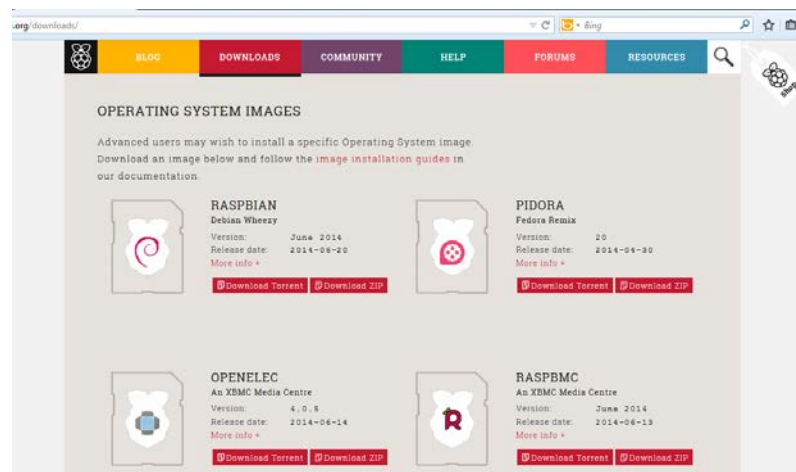 .org/downloads/
Bing
BLOG DOWNLOADS COMMUNITY HELP FORUMS RESOURCES
Shop
OPERATING SYSTEM IMAGES
Advanced users may wish to install a specific Operating System image.
Download an image below and follow the image installation guides in
our documentation.
RASPBIAN
Debian Wheezy
Version: June 2014
Release date: 2014-06-20
More info +
Download Torrent Download ZIP
PIDORA
Fedora Remix
Version: 20
Release date: 2014-04-30
More info +
Download Torrent Download ZIP
OPENELEC
An XBMC Media Centre
Version: 4.0.5
Release date: 2014-06-14
More info +
Download Torrent Download ZIP
RASPBMC
An XBMC Media Centre
Version: June 2014
Release date: 2014-06-13
More info +
Download Torrent Download ZIP